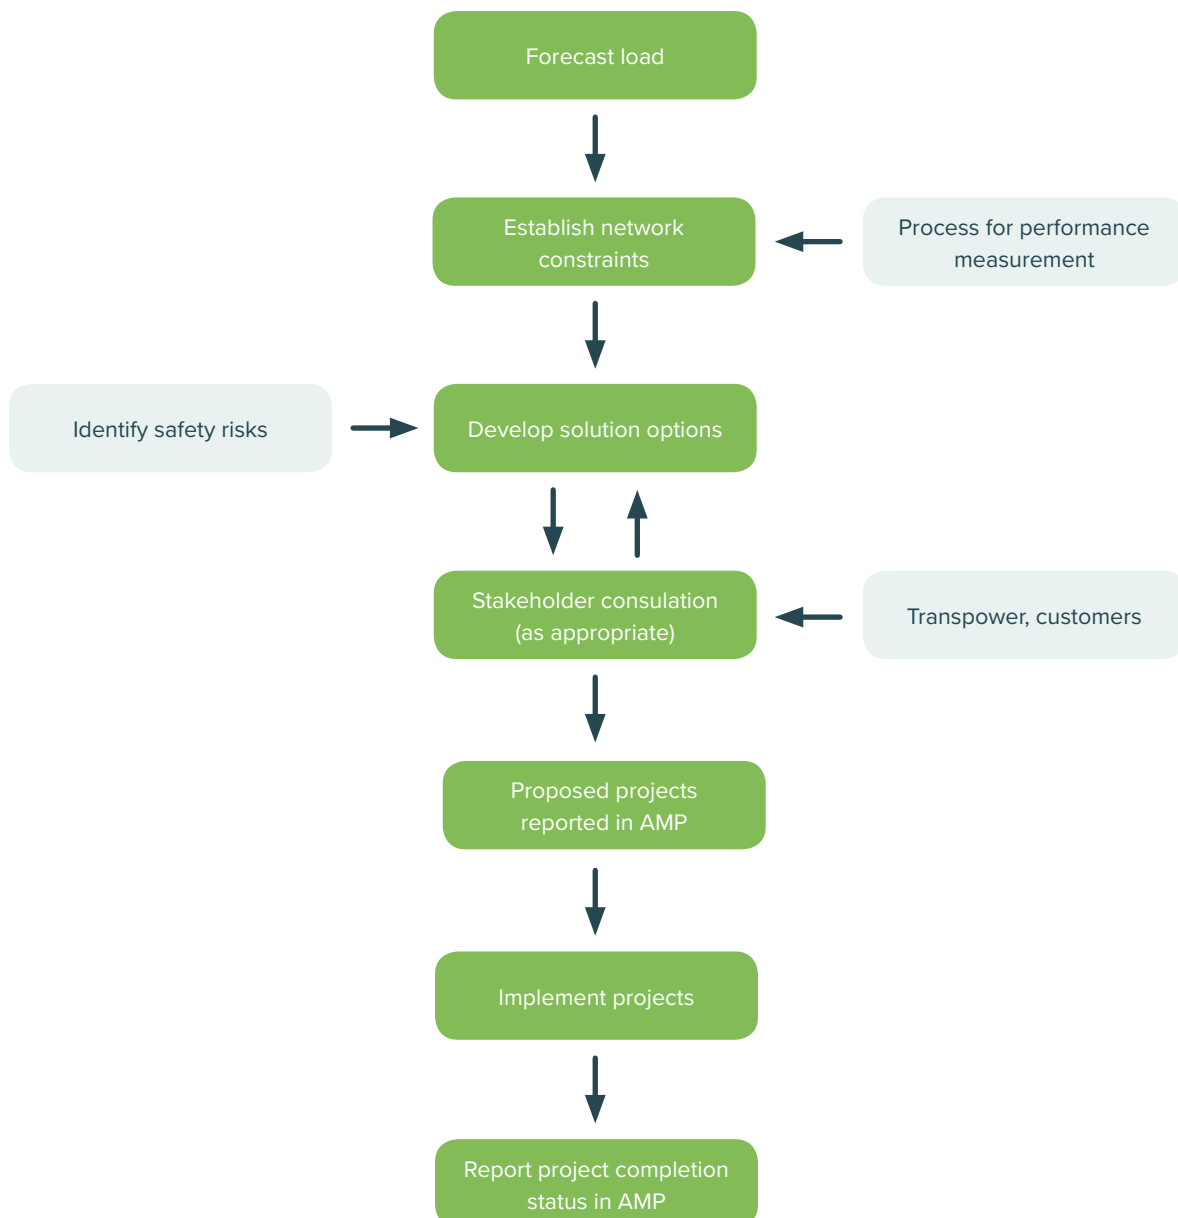 Forecast load
Establish network
constraints
Process for performance
measurement
Identify safety risks
Develop solution options
Stakeholder consulation
(as appropriate)
Transpower, customers
Proposed projects
reported in AMP
Implement projects
Report project completion
status in AMP